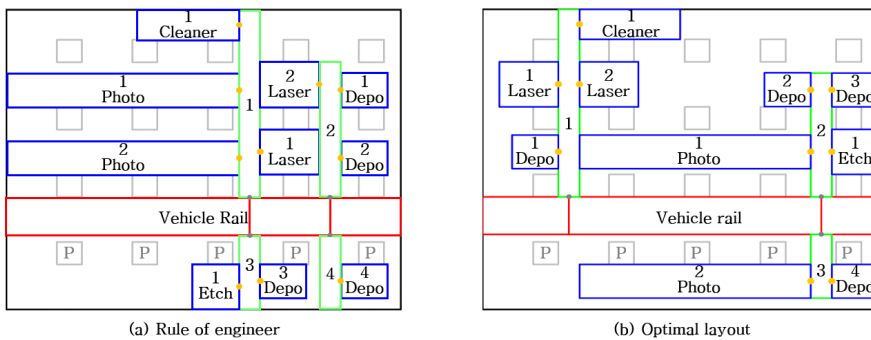 1
Cleaner
1
Photo
2
Laser
1
Depo
1
2
2
Photo
1
Laser
2
Depo
Vehicle Rail
P P P P P
3
1
Etch
3
Depo
4
4
Depo
(a) Rule of engineer
1
Cleaner
1
Laser
2
Laser
2
Depo
3
Depo
1
2
1
Depo
1
Photo
1
Etch
Vehicle rail
P P P P P
2
Photo
3
4
Depo
(b) Optimal layout